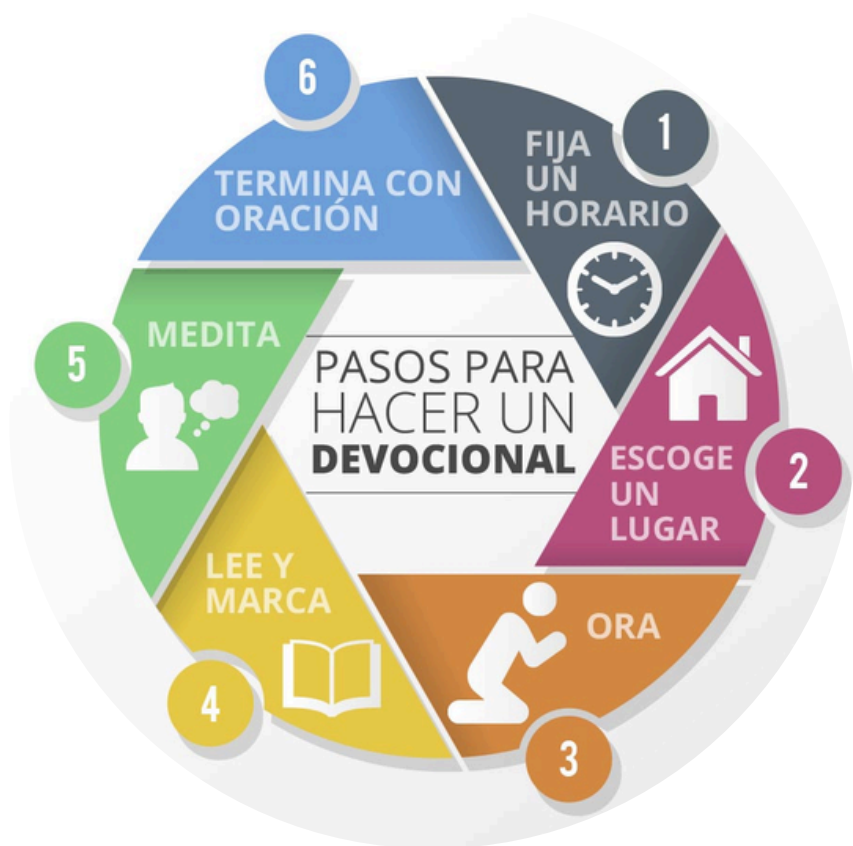 PASOS PARA
HACER UN
DEVOCIONAL
1
FIJA
UN
HORARIO
2
ESCOGE
UN
LUGAR
3
ORA
4
LEE Y
MARCA
5
MEDITA
6
TERMINA CON
ORACIÓN